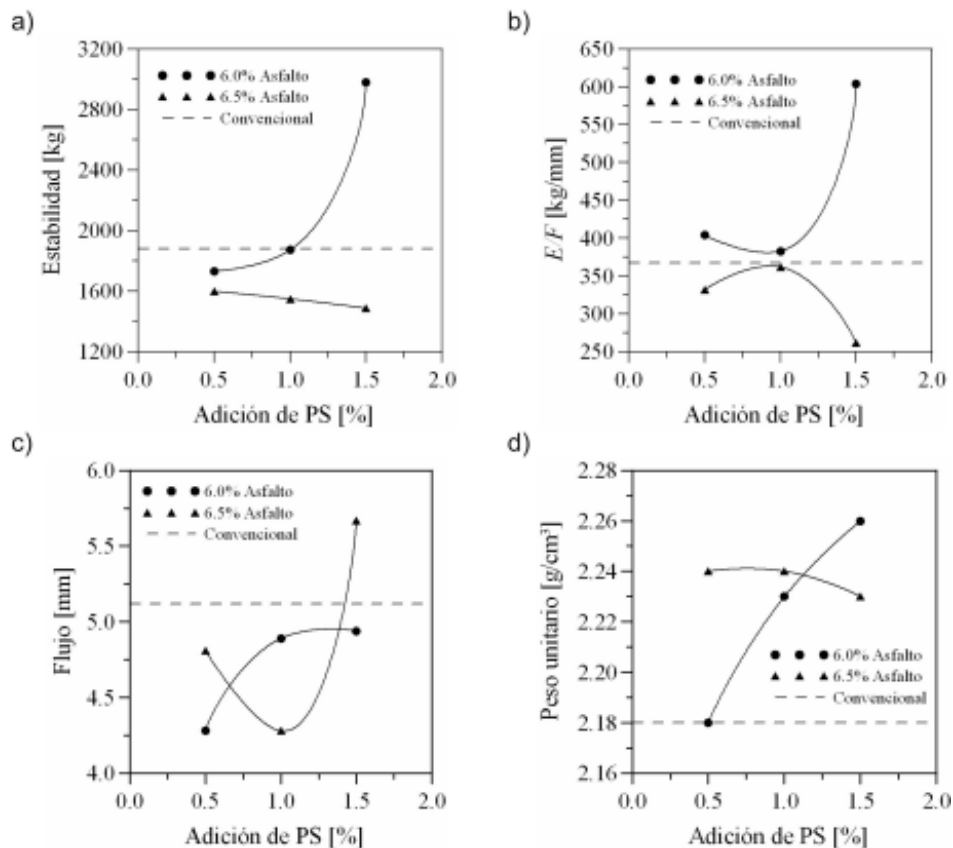 a)
Estabilidad [kg]
3200
2800
2400
2000
1600
1200
6.0% Asfalto
6.5% Asfalto
Convencional
0.0 0.5 1.0 1.5 2.0
Adición de PS [%]
b)
E/F [kg/mm]
650
600
550
500
450
400
350
300
250
6.0% Asfalto
6.5% Asfalto
Convencional
0.0 0.5 1.0 1.5 2.0
Adición de PS [%]
c)
Flujo [mm]
6.0
5.5
5.0
4.5
4.0
6.0% Asfalto
6.5% Asfalto
Convencional
0.0 0.5 1.0 1.5 2.0
Adición de PS [%]
d)
Peso unitario [g/cm³]
2.28
2.26
2.24
2.22
2.20
2.18
2.16
6.0% Asfalto
6.5% Asfalto
Convencional
0.0 0.5 1.0 1.5 2.0
Adición de PS [%]